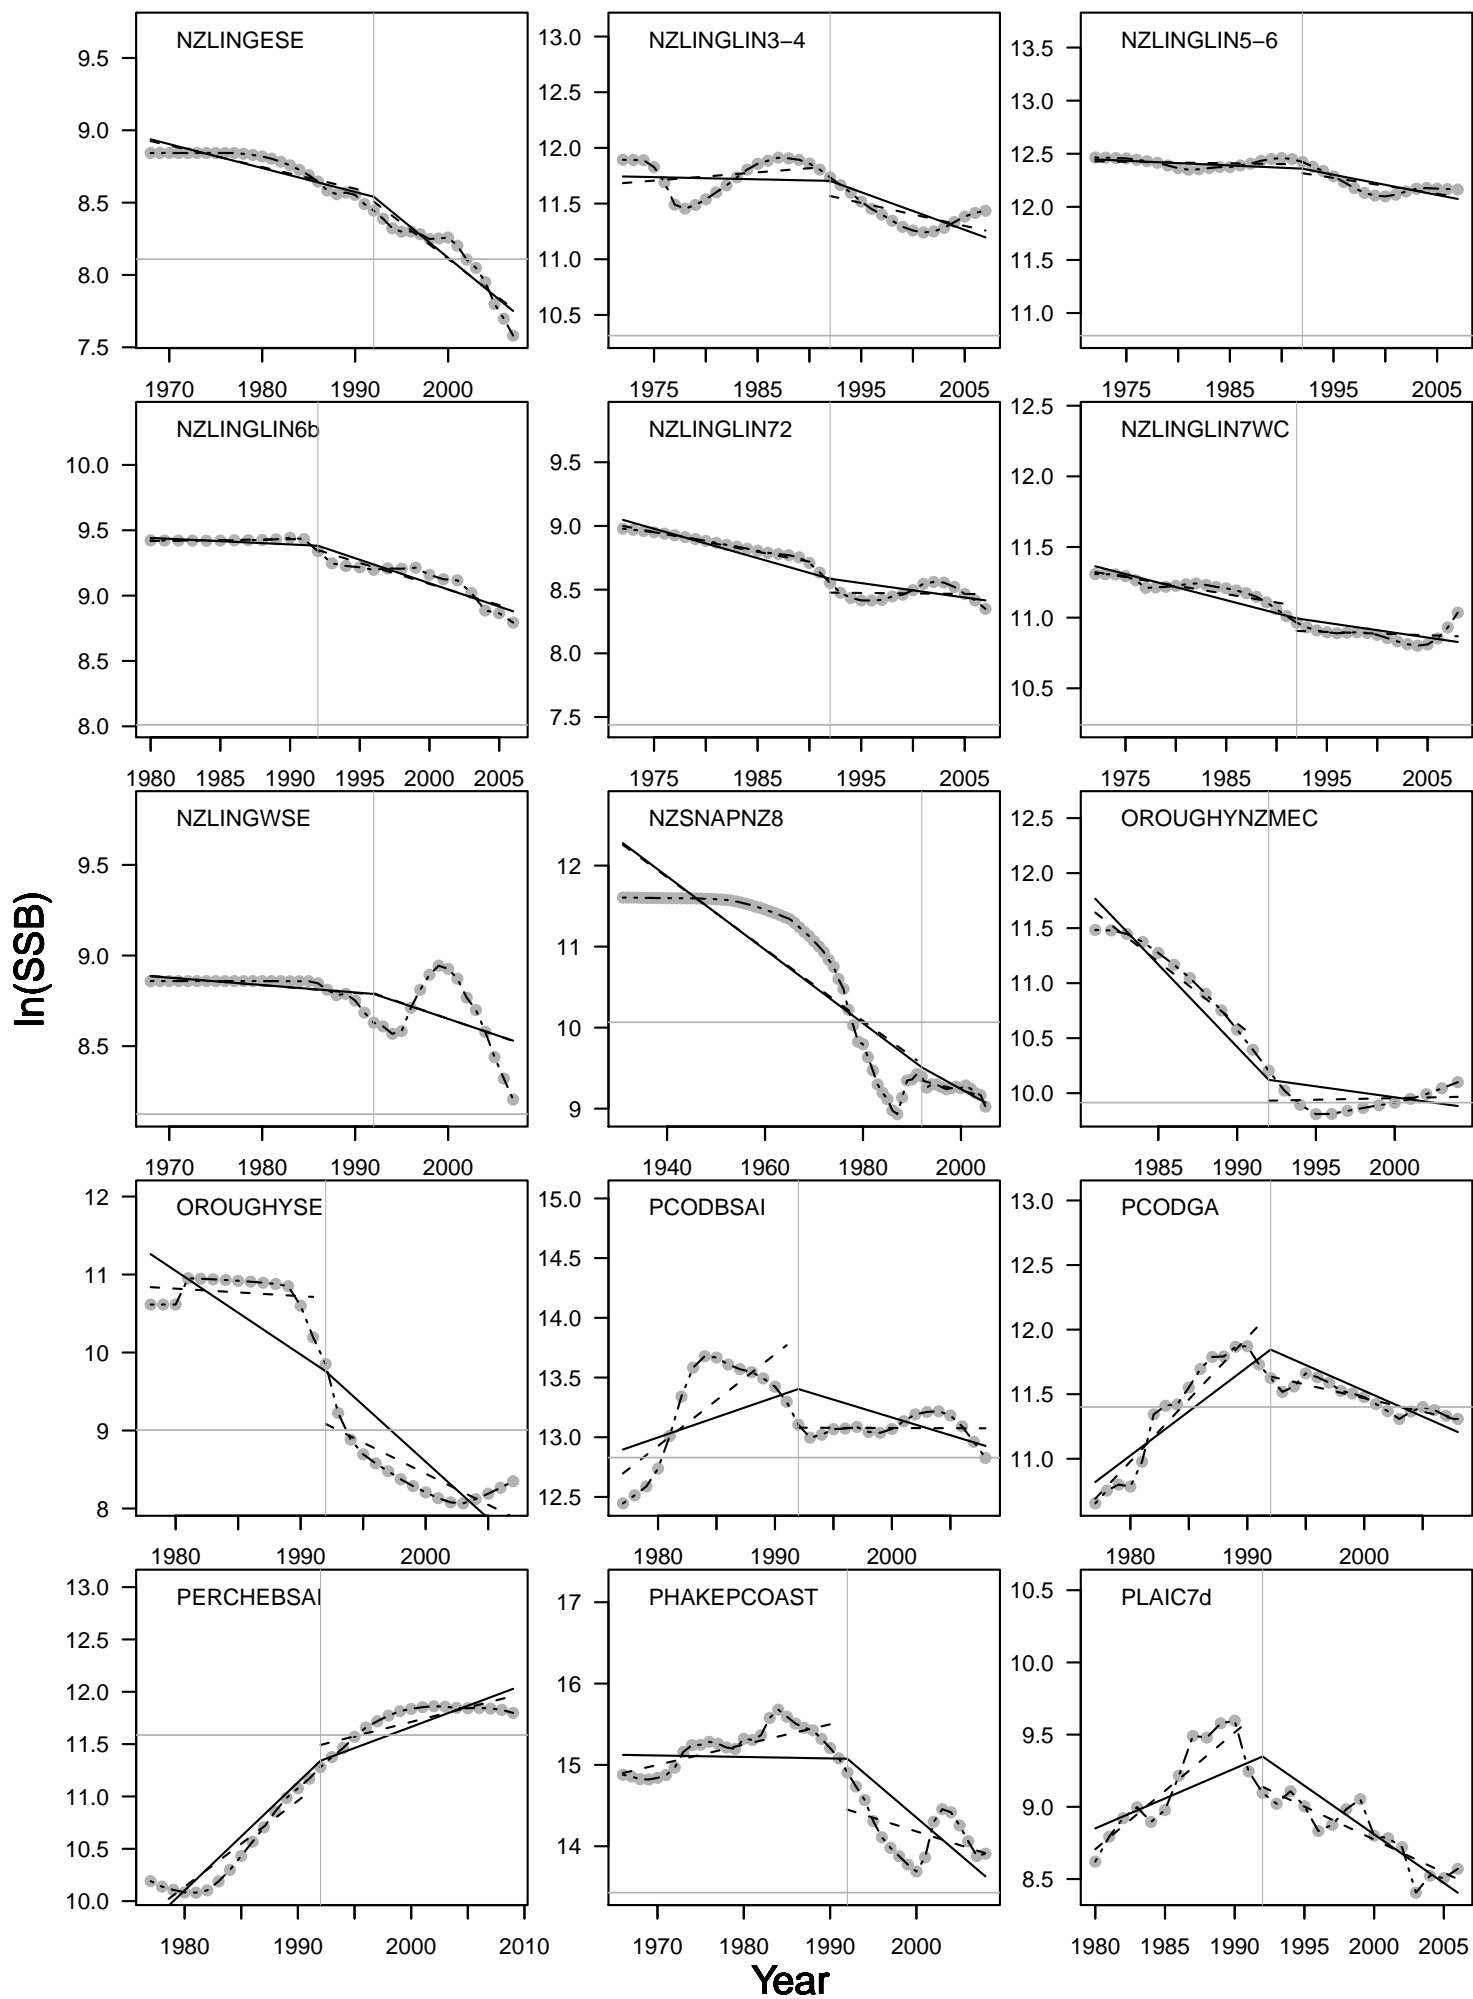 NZLINGESE
9.5
9.0
8.5
8.0
7.5
1970 1980 1990 2000
NZLINGLIN3−4
13.0
12.5
12.0
11.5
11.0
10.5
1975 1985 1995 2005
NZLINGLIN5−6
13.5
13.0
12.5
12.0
11.5
11.0
1975 1985 1995 2005
NZLINGLIN6b
10.0
9.5
9.0
8.5
8.0
1980 1985 1990 1995 2000 2005
NZLINGLIN72
9.5
9.0
8.5
8.0
7.5
1975 1985 1995 2005
NZLINGLIN7WC
12.5
12.0
11.5
11.0
10.5
1975 1985 1995 2005
NZLINGWSE
9.5
9.0
8.5
1970 1980 1990 2000
NZSNAPNZ8
12
11
10
9
1940 1960 1980 2000
OROUGHYNZMEC
12.5
12.0
11.5
11.0
10.5
10.0
1985 1990 1995 2000
ln(SSB)
OROUGHYSE
12
11
10
9
8
1980 1990 2000
PCODBSAI
15.0
14.5
14.0
13.5
13.0
12.5
1980 1990 2000
PCODGA
13.0
12.5
12.0
11.5
11.0
1980 1990 2000
PERCHEBSAI
13.0
12.5
12.0
11.5
11.0
10.5
10.0
1980 1990 2000 2010
PHAKEPCOAST
17
16
15
14
1970 1980 1990 2000
PLAIC7d
10.5
10.0
9.5
9.0
8.5
1980 1985 1990 1995 2000 2005
Year